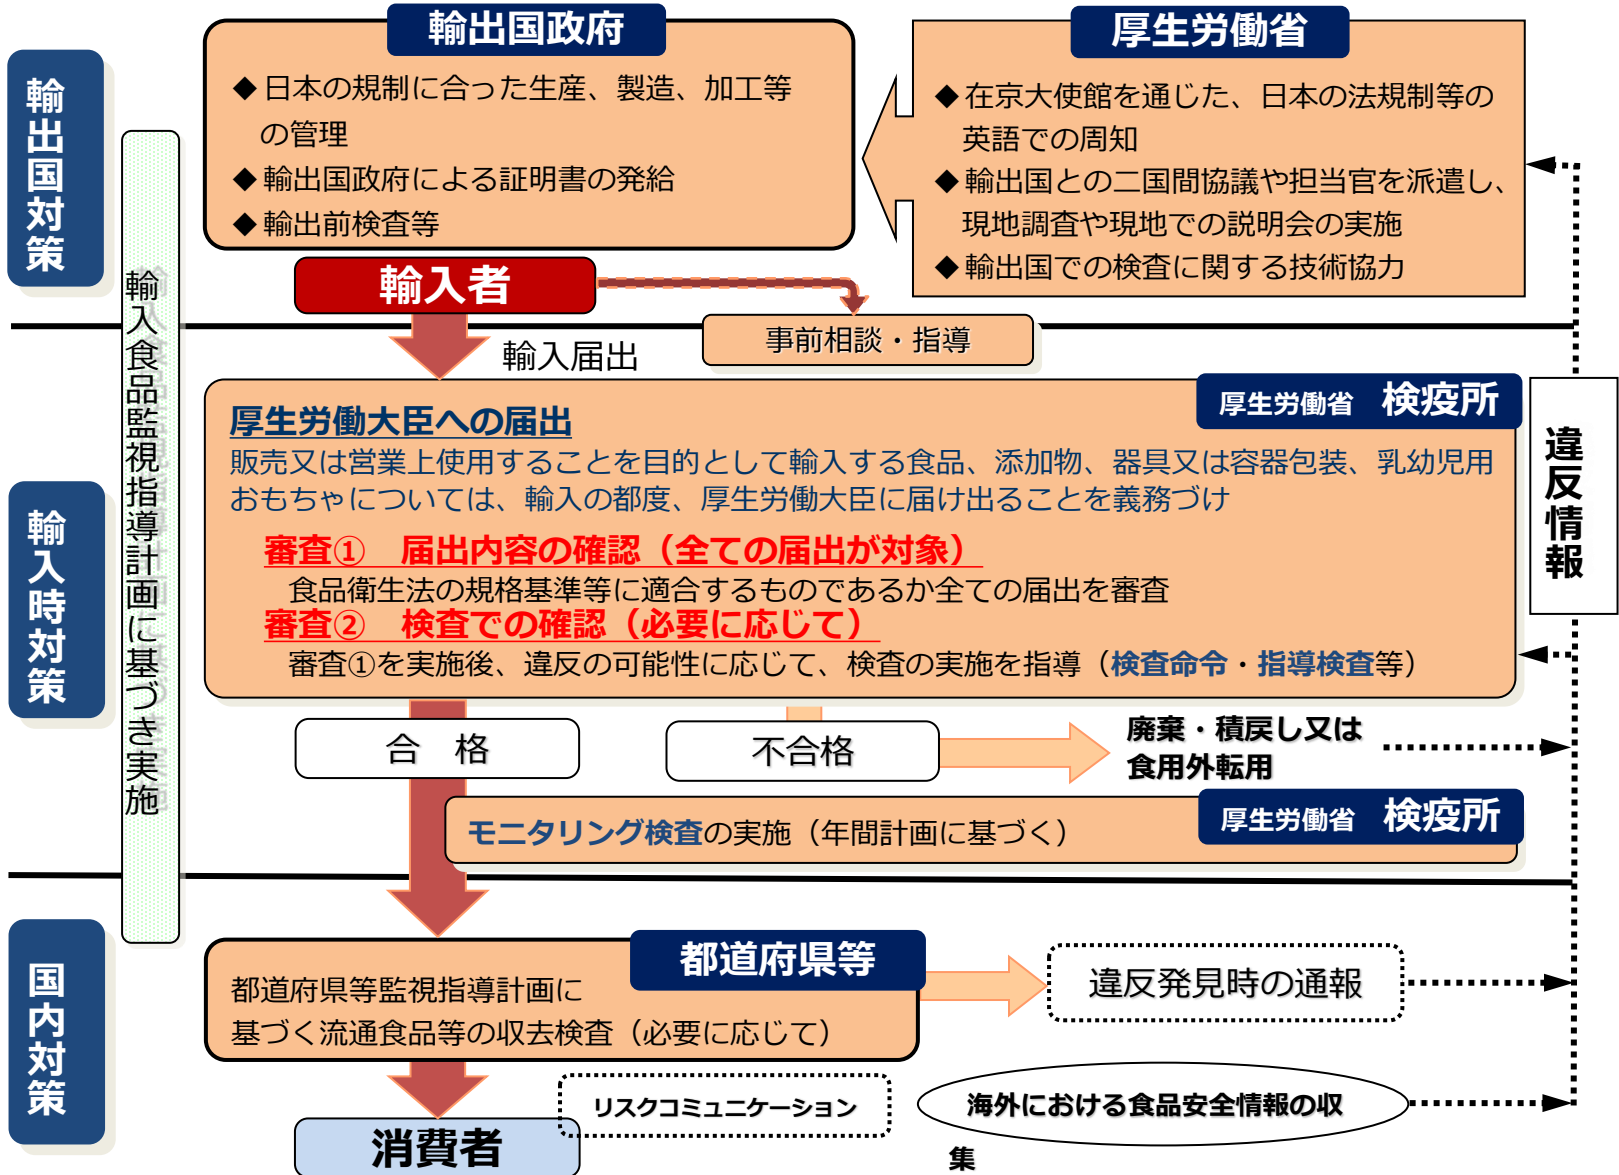 輸出国対策
輸入食品監視指導計画に基づき実施
輸出国政府
◆日本の規制に合った生産、製造、加工等
の管理
◆輸出国政府による証明書の発給
◆輸出前検査等
厚生労働省
◆在京大使館を通じた、日本の法規制等の
英語での周知
◆輸出国との二国間協議や担当官を派遣し、
現地調査や現地での説明会の実施
◆輸出国での検査に関する技術協力
輸入者
事前相談・指導
輸入届出
輸入時対策
厚生労働省 検疫所
厚生労働大臣への届出
販売又は営業上使用することを目的として輸入する食品、添加物、器具又は容器包装、乳幼児用
おもちゃについては、輸入の都度、厚生労働大臣に届け出ることを義務づけ
審査① 届出内容の確認（全ての届出が対象）
食品衛生法の規格基準等に適合するものであるか全ての届出を審査
審査② 検査での確認（必要に応じて）
審査①を実施後、違反の可能性に応じて、検査の実施を指導（検査命令・指導検査等）
違反情報
合 格
不合格
廃棄・積戻し又は
食用外転用
厚生労働省 検疫所
モニタリング検査の実施（年間計画に基づく）
国内対策
都道府県等
都道府県等監視指導計画に
基づく流通食品等の収去検査（必要に応じて）
違反発見時の通報
リスクコミュニケーション
海外における食品安全情報の収
集
消費者